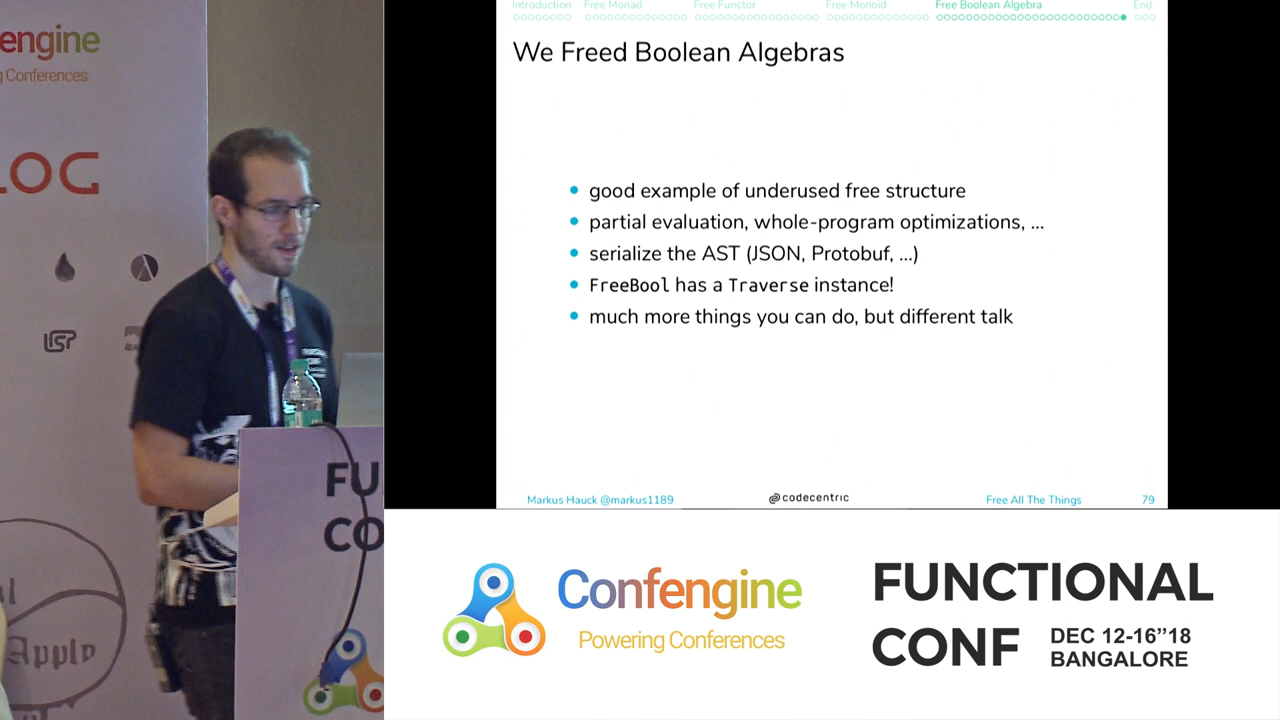 engine
g Conferences
LOG
LISP
Apply
FU
CO
Introduction Free Monad Free Functor Free Monoid Free Boolean Algebra End
We Freed Boolean Algebras
• good example of underused free structure
• partial evaluation, whole-program optimizations, ...
• serialize the AST (JSON, Protobuf, ...)
• FreeBool has a Traverse instance!
• much more things you can do, but different talk
Markus Hauck @markus1189 codecentric Free All The Things 79
Confengine
Powering Conferences
FUNCTIONAL
CONF DEC 12-16”18
BANGALORE